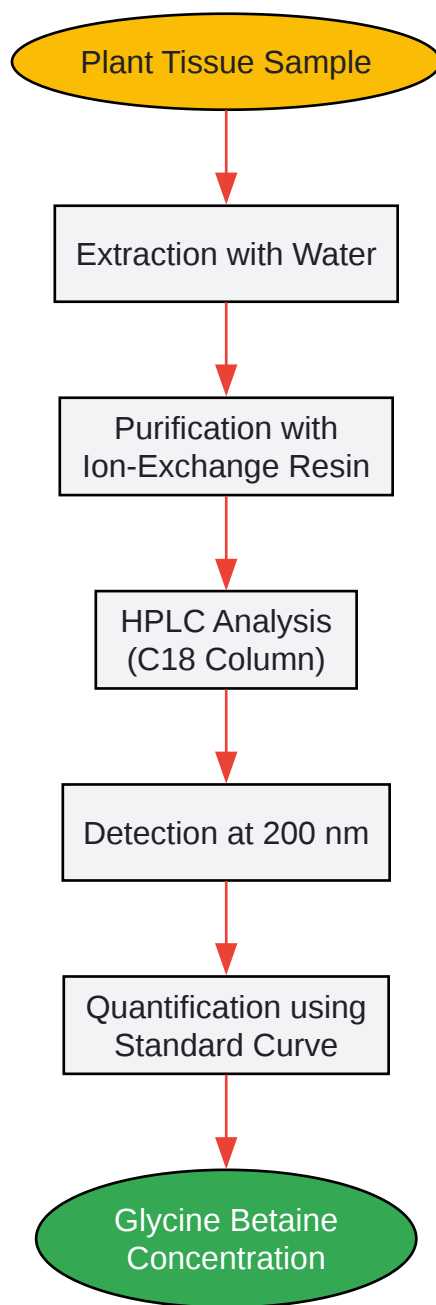 Plant Tissue Sample
Extraction with Water
Purification with
Ion-Exchange Resin
HPLC Analysis
(C18 Column)
Detection at 200 nm
Quantification using
Standard Curve
Glycine Betaine
Concentration